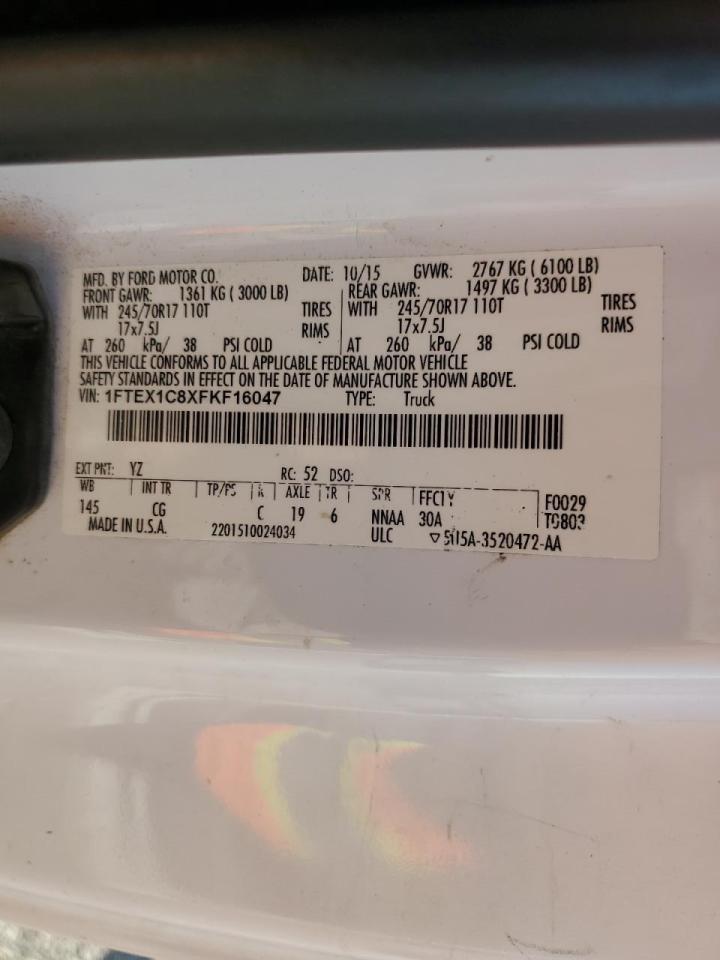 MFD. BY FORD MOTOR CO. DATE: 10/15 GVWR: 2767 KG ( 6100 LB)
FRONT GAWR: 1361 KG ( 3000 LB) REAR GAWR: 1497 KG ( 3300 LB)
WITH 245/70R17 110T TIRES WITH 245/70R17 110T TIRES
17x7.5J RIMS 17x7.5J RIMS
AT 260 kPa/ 38 PSI COLD AT 260 kPa/ 38 PSI COLD
THIS VEHICLE CONFORMS TO ALL APPLICABLE FEDERAL MOTOR VEHICLE
SAFETY STANDARDS IN EFFECT ON THE DATE OF MANUFACTURE SHOWN ABOVE.
VIN: 1FTEX1C8XFKF16047 TYPE: Truck
EXT PNT: YZ RC: 52 DSO:
WB INT TR TP/PS R AXLE TR SPR F0029
145 CG C 19 6 NNAA 30A T0803
MADE IN U.S.A. 2201510024034 ULC